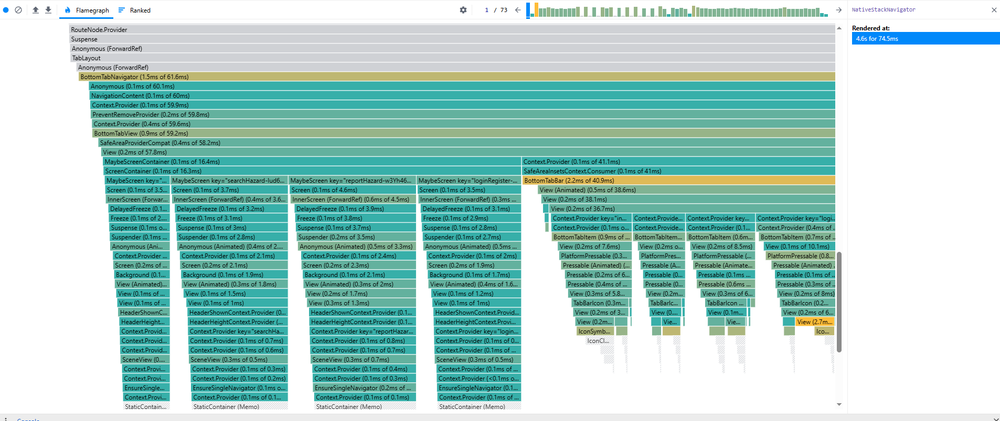 Flamegraph Ranked 1 / 73 NativeStackNavigator
Rendered at:
4.6s for 74.5ms
RouteNode.Provider
Suspense
Anonymous (ForwardRef)
TabLayout
Anonymous (ForwardRef)
BottomTabNavigator (1.5ms of 61.6ms)
Anonymous (0.1ms of 60.1ms)
NavigationContent (0.1ms of 60ms)
Context.Provider (0.1ms of 59.9ms)
PreventRemoveProvider (0.2ms of 59.8ms)
Context.Provider (0.4ms of 59.6ms)
BottomTabView (0.9ms of 59.2ms)
SafeAreaProviderCompat (0.4ms of 58.2ms)
View (0.2ms of 57.8ms)
MaybeScreenContainer (0.1ms of 16.4ms) Context.Provider (0.1ms of 41.1ms)
ScreenContainer (0.1ms of 16.3ms) SafeAreaInsetsContext.Consumer (0.1ms of 41ms)
MaybeScreen key="... MaybeScreen key="searchHazard-lud6... MaybeScreen key="reportHazard-w3Yh46... MaybeScreen key="loginRegister-... BottomTabBar (2.2ms of 40.9ms)
Screen (0.1ms of 3.5... Screen (0.1ms of 3.7ms) Screen (0.1ms of 4.6ms) Screen (0.1ms of 3.5ms) View (Animated) (0.5ms of 38.6ms)
InnerScreen (Forwar... InnerScreen (ForwardRef) (0.4ms of 3.6... InnerScreen (ForwardRef) (0.6ms of 4.5ms) InnerScreen (ForwardRef) (0.3ms ... View (0.2ms of 38.1ms)
DelayedFreeze (0.1... DelayedFreeze (0.1ms of 3.2ms) DelayedFreeze (0.1ms of 3.9ms) DelayedFreeze (0.1ms of 3.1ms) View (0.2ms of 36.7ms)
Freeze (0.1ms of 2.... Freeze (0.1ms of 3.1ms) Freeze (0.1ms of 3.8ms) Freeze (0.1ms of 2.9ms) Context.Provider key="in... Context.Provide... Context.Provider key... Context.Provider key="logi...
Suspense (0.1ms o... Suspense (0.1ms of 3ms) Suspense (0.1ms of 3.7ms) Suspense (0.1ms of 2.8ms) Context.Provider (0.1ms o... Context.Provide... Context.Provider (0.1... Context.Provider (0.4ms of ...
Suspender (0.1ms ... Suspender (0.1ms of 2.8ms) Suspender (0.2ms of 3.5ms) Suspender (0.1ms of 2.7ms) BottomTabItem (0.9ms of ... BottomTabItem... BottomTabItem (0.6m... BottomTabItem (0.7ms of ...
Anonymous (Ani... Anonymous (Animated) (0.4ms of 2.... Anonymous (Animated) (0.5ms of 3.3ms) Anonymous (Animated) (0.5ms ... View (0.2ms of 7.6ms) View (0.2ms o... View (0.2ms of 8.5ms) View (0.1ms of 10.1ms)
Context.Provider ... Context.Provider (0.1ms of 2.1ms) Context.Provider (0.1ms of 2.4ms) Context.Provider (0.1ms of 2ms) PlatformPressable (0.3... PlatformPres... PlatformPressable (... PlatformPressable (0.8...
Screen (0.2ms of ... Screen (0.2ms of 2.1ms) Screen (0.2ms of 2.3ms) Screen (0.2ms of 1.9ms) Pressable (Animated) (... Pressable (A... Pressable (Animate... Pressable (Animated) ...
Background (0.1... Background (0.1ms of 1.9ms) Background (0.1ms of 2.1ms) Background (0.1ms of 1.7ms) Pressable (0.2ms of 6... Pressable (0... Pressable (0.1ms ... Pressable (0.1ms of ...
View (Animated)... View (Animated) (0.3ms of 1.8ms) View (Animated) (0.3ms of 2ms) View (Animated) (0.4ms of 1.6... Pressable (0.4ms of ... Pressable (0... Pressable (0.6ms ... Pressable (0.3ms of ...
View (0.1ms of ... View (0.1ms of 1.5ms) View (0.2ms of 1.7ms) View (0.1ms of 1.2ms) View (0.3ms of 5.8... View (0.2m... View (0.3ms of 6... View (0.2ms of 8ms)
View (0.1ms of ... View (0.1ms of 1ms) View (0.3ms of 1.3ms) View (0.1ms of 1ms) TabBarIcon (0.3m... TabBarIc... TabBarIcon ... TabBarIcon (0.2...
HeaderShownC... HeaderShownContext.Provider (0... HeaderShownContext.Provider (0.1... HeaderShownContext.Provider ... View (0.2ms of 3... View (0.... View (0.1m... View (0.2ms of 6...
HeaderHeight... HeaderHeightContext.Provider (... HeaderHeightContext.Provider (0.1... HeaderHeightContext.Provi... View (0.2m... Vie... Vie... View (2.7m...
Context.Provid... Context.Provider key="searchHa... Context.Provider key="reportHazar... Context.Provider key="login... IconSymb... Ico...
Context.Provid... Context.Provider (0.1ms of 0.7ms) Context.Provider (0.1ms of 0.8ms) Context.Provider (0.1ms of 0... IconCl...
Context.Provid... Context.Provider (0.1ms of 0.6ms) Context.Provider (0.1ms of 0.7ms) Context.Provider (0.1ms of ...
SceneView (0.... SceneView (0.3ms of 0.5ms) SceneView (0.3ms of 0.7ms) SceneView (0.3ms of 0.5ms)
Context.Provi... Context.Provider (0.1ms of 0.3ms) Context.Provider (0.1ms of 0.4ms) Context.Provider (0.1ms of ...
Context.Provi... Context.Provider (0.1ms of 0.2ms) Context.Provider (0.1ms of 0.3ms) Context.Provider (<0.1ms o...
EnsureSingle... EnsureSingleNavigator (0.1ms o... EnsureSingleNavigator (0.2ms of ... EnsureSingleNavigator (0.1...
Context.Provi... Context.Provider (0.1ms of 0.1... Context.Provider (0.1ms of 0.1ms) Context.Provider (0.1ms of ...
StaticContain... StaticContainer (Memo) StaticContainer (Memo) StaticContainer (Memo)
Console